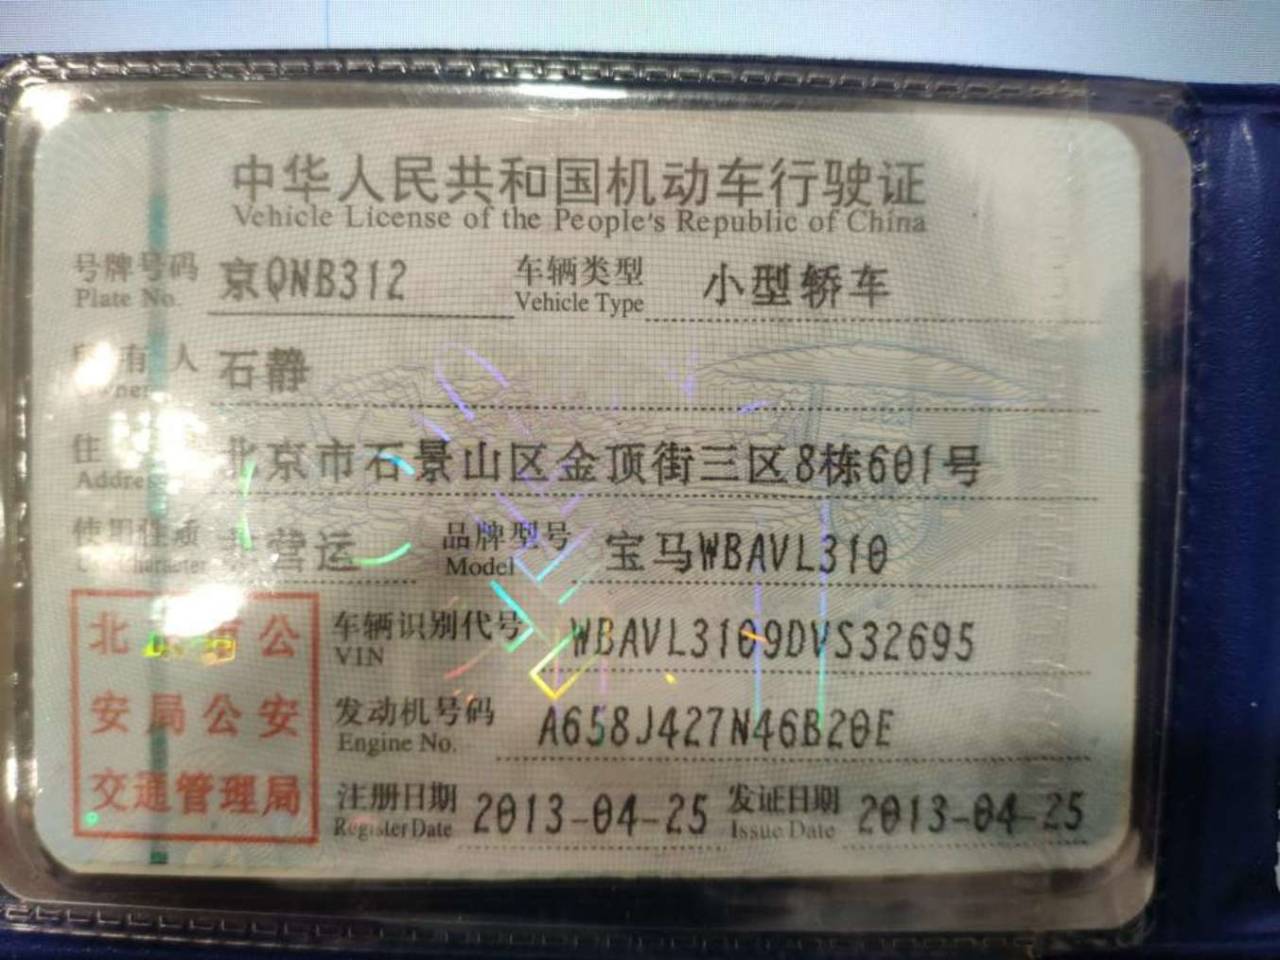 中华人民共和国机动车行驶证
Vehicle License of the People's Republic of China
号牌号码 京QNB312 车辆类型 小型轿车
Plate No. Vehicle Type
有人 石静
住 北京市石景山区金顶街三区8栋601号
Address
使用性质 营运 品牌型号 宝马WBAVL310
Character Model
车辆识别代号 WBAVL3109DVS32695
VIN
发动机号码 A658J427N46B20E
Engine No.
注册日期 2013-04-25 发证日期 2013-04-25
Register Date Issue Date
北 市公
安局公安
交通管理局